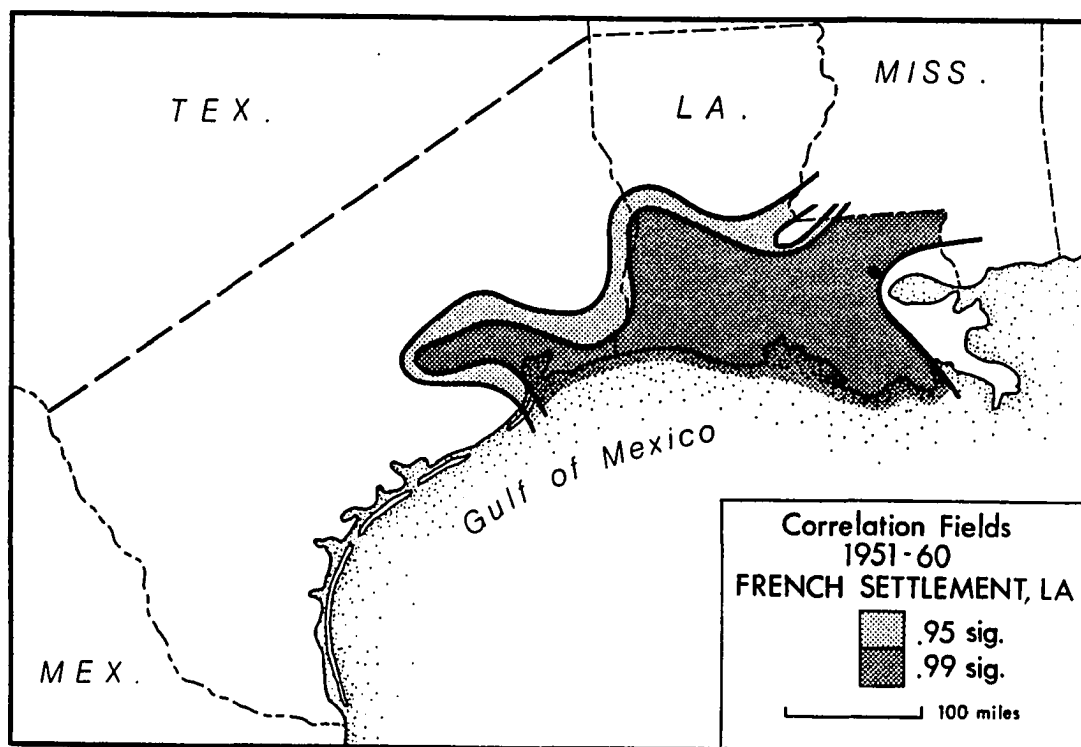 TEX.
LA.
MISS.
Gulf of Mexico
MEX.
Correlation Fields
1951-60
FRENCH SETTLEMENT, LA
.95 sig.
.99 sig.
100 miles